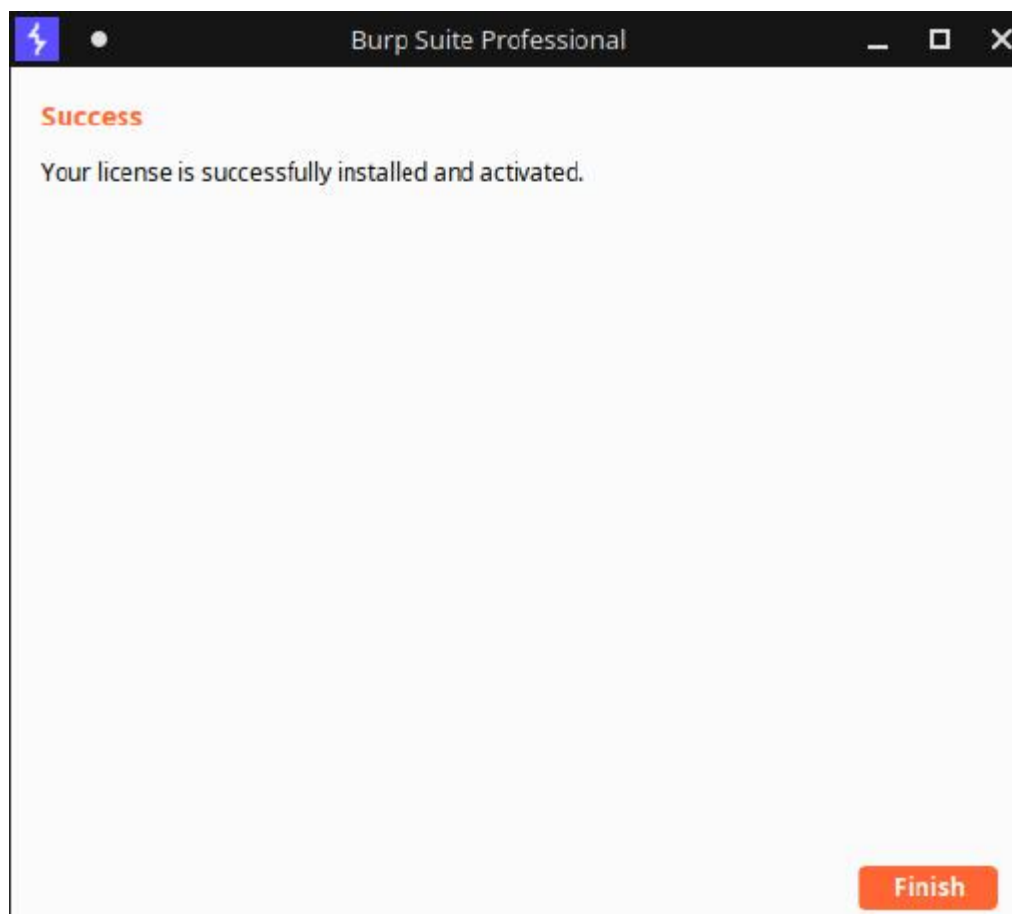 Burp Suite Professional
Success
Your license is successfully installed and activated.
Finish